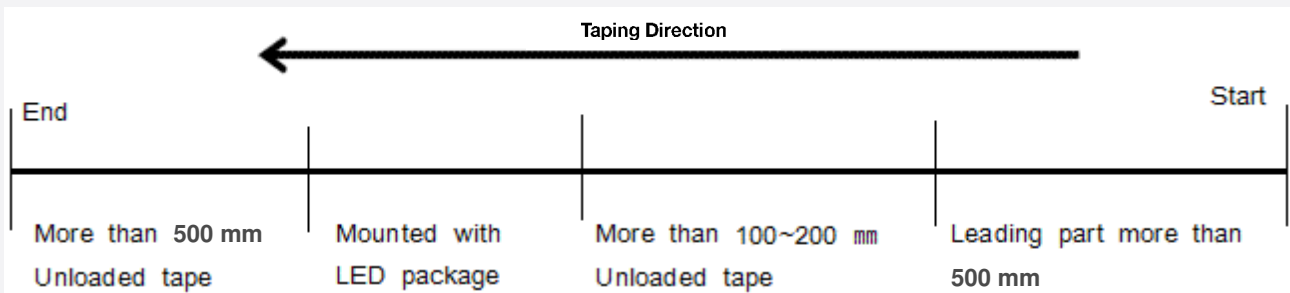 Taping Direction
End
Start
More than 500 mm
Unloaded tape
Mounted with
LED package
More than 100~200 ㎜
Unloaded tape
Leading part more than
500 mm